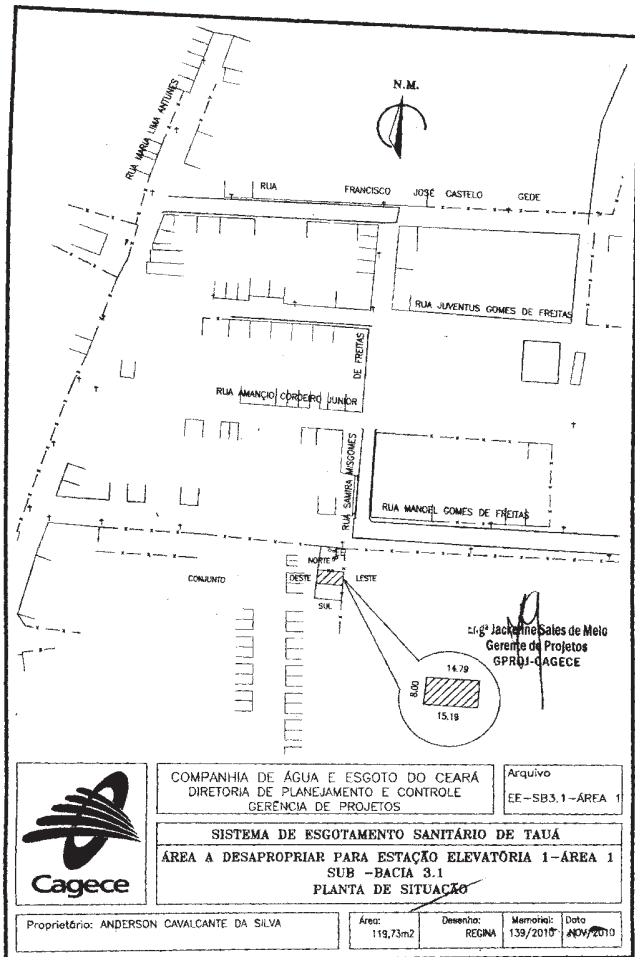 N.M.
RUA MARIA LIMA ANTUNES
RUA FRANCISCO JOSÉ CASTELO GEDE
RUA JUVENTUS GOMES DE FREITAS
DE FREITAS
RUA AMANÇIO CORDEIRO JUNIOR
RUA SAMIRA MISGOMES
RUA MANOEL GOMES DE FREITAS
NORTE
CONJUNTO
OESTE
LESTE
SUL
Jackeline Sales de Melo
Gerente de Projetos
GPROJ-CAGECE
14.79
8.00
15.19
Cagece
COMPANHIA DE ÁGUA E ESGOTO DO CEARÁ
DIRETORIA DE PLANEJAMENTO E CONTROLE
GERÊNCIA DE PROJETOS
Arquivo
EE-SB3.1-ÁREA 1
SISTEMA DE ESGOTAMENTO SANITÁRIO DE TAUÁ
ÁREA A DESAPROPRIAR PARA ESTAÇÃO ELEVATÓRIA 1-ÁREA 1
SUB -BACIA 3.1
PLANTA DE SITUAÇÃO
Proprietário: ANDERSON CAVALCANTE DA SILVA
Área:
119,73m2
Desenho:
REGINA
Memorial:
139/2010
Data
NOV/2010